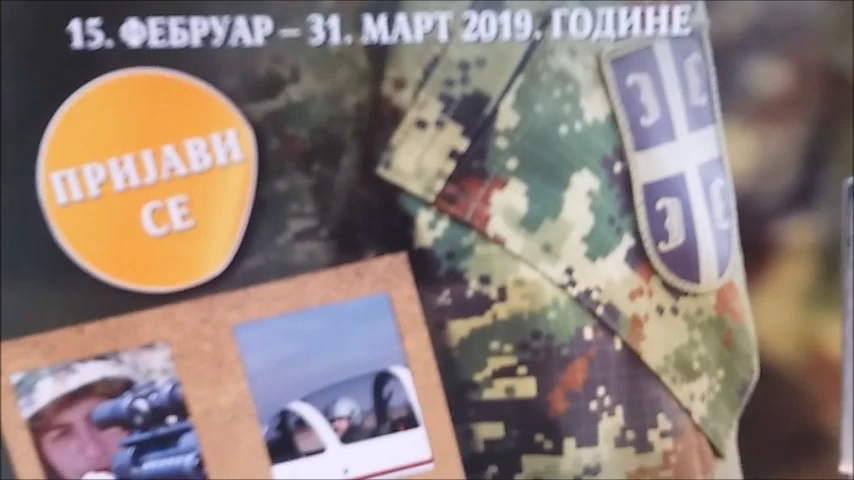 15. ФЕБРУАР – 31. МАРТ 2019. ГОДИНЕ
ПРИЈАВИ
СЕ